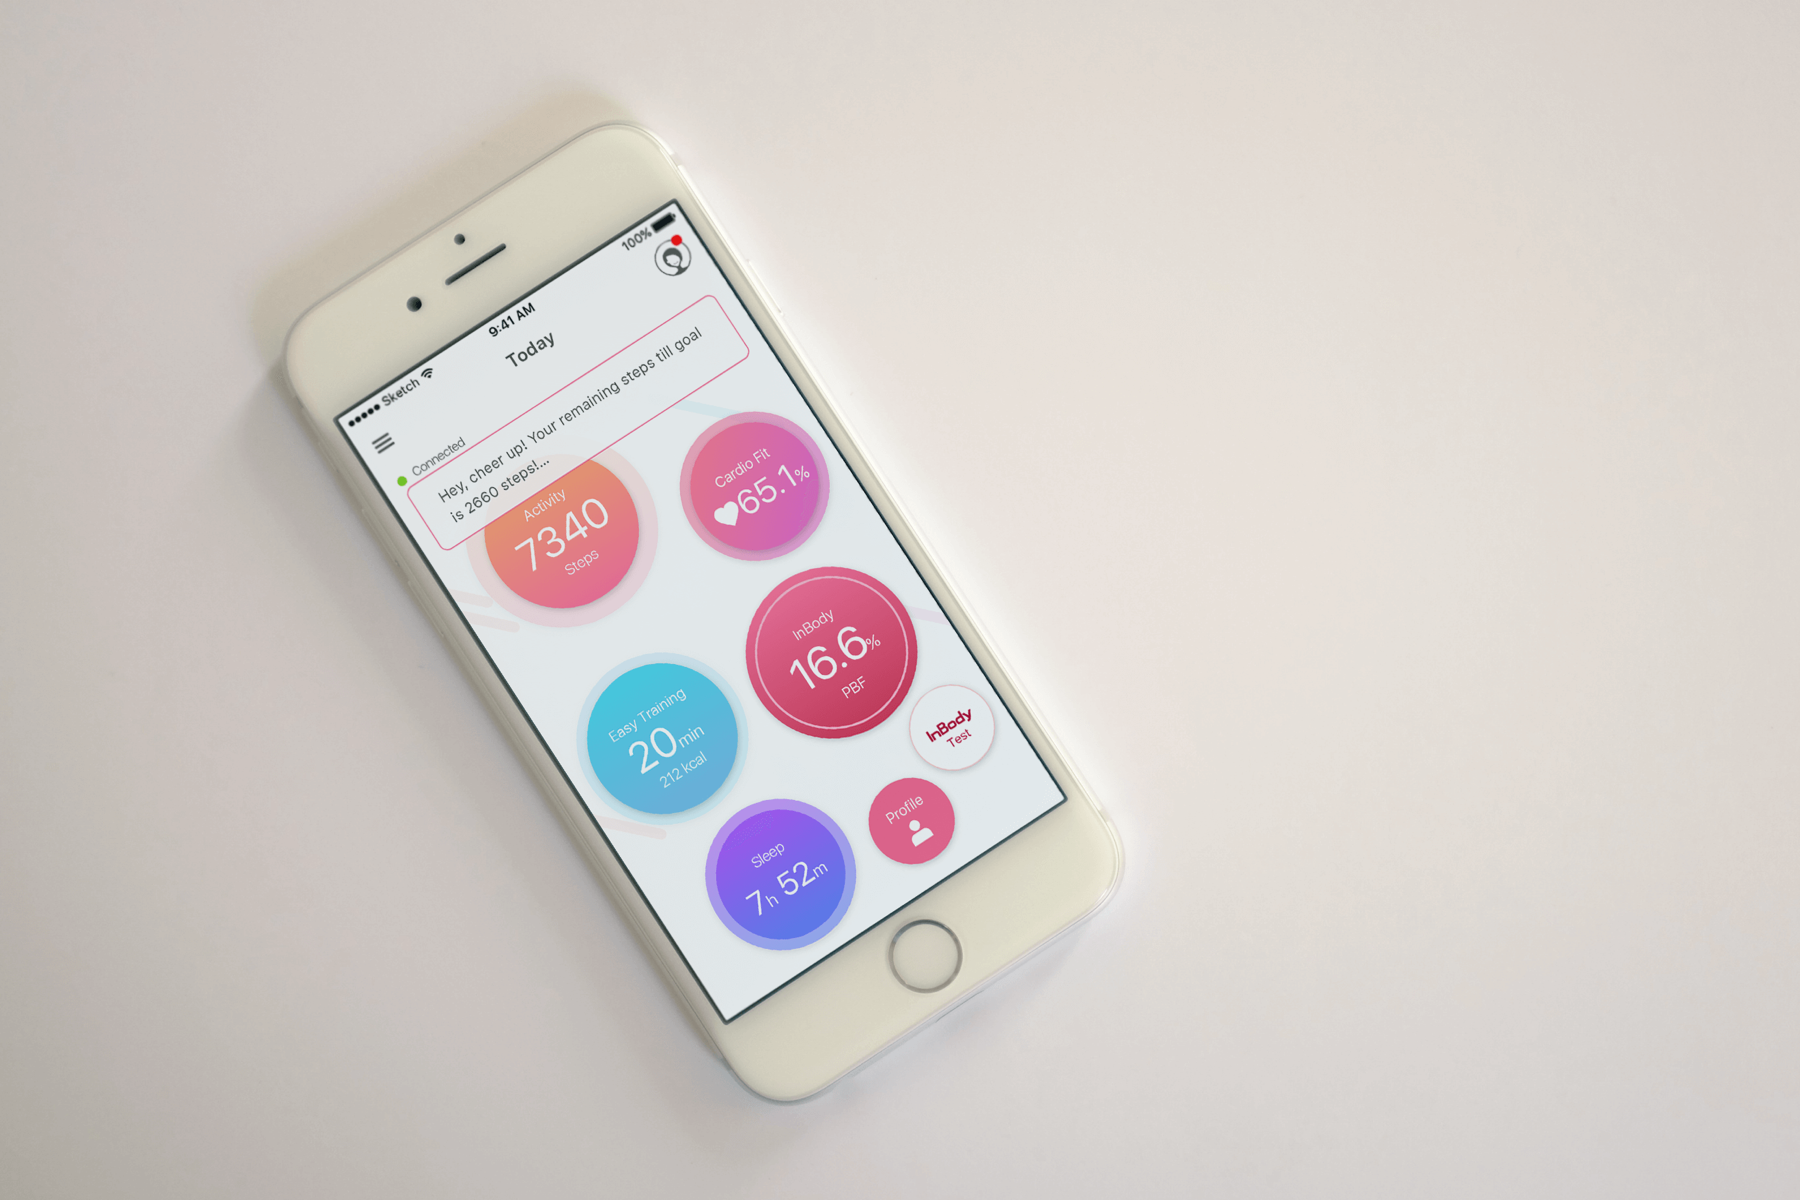 ●●●●● Sketch
9:41 AM
100%
Today
Connected
Hey, cheer up! Your remaining steps till goal
is 2660 steps!...
Activity
7340
Steps
Cardio Fit
65.1%
InBody
16.6%
PBF
Easy Training
20 min
212 kcal
InBody
Test
Profile
Sleep
7h 52m